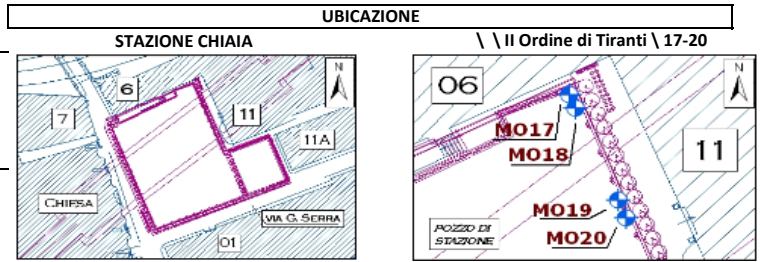 UBICAZIONE
STAZIONE CHIAIA
\ \ II Ordine di Tiranti \ 17-20
N
6
7
11
11A
CHIESA
VIA G. SERRA
01
N
06
MO17
MO18
11
MO19
MO20
POZZO DI
STAZIONE